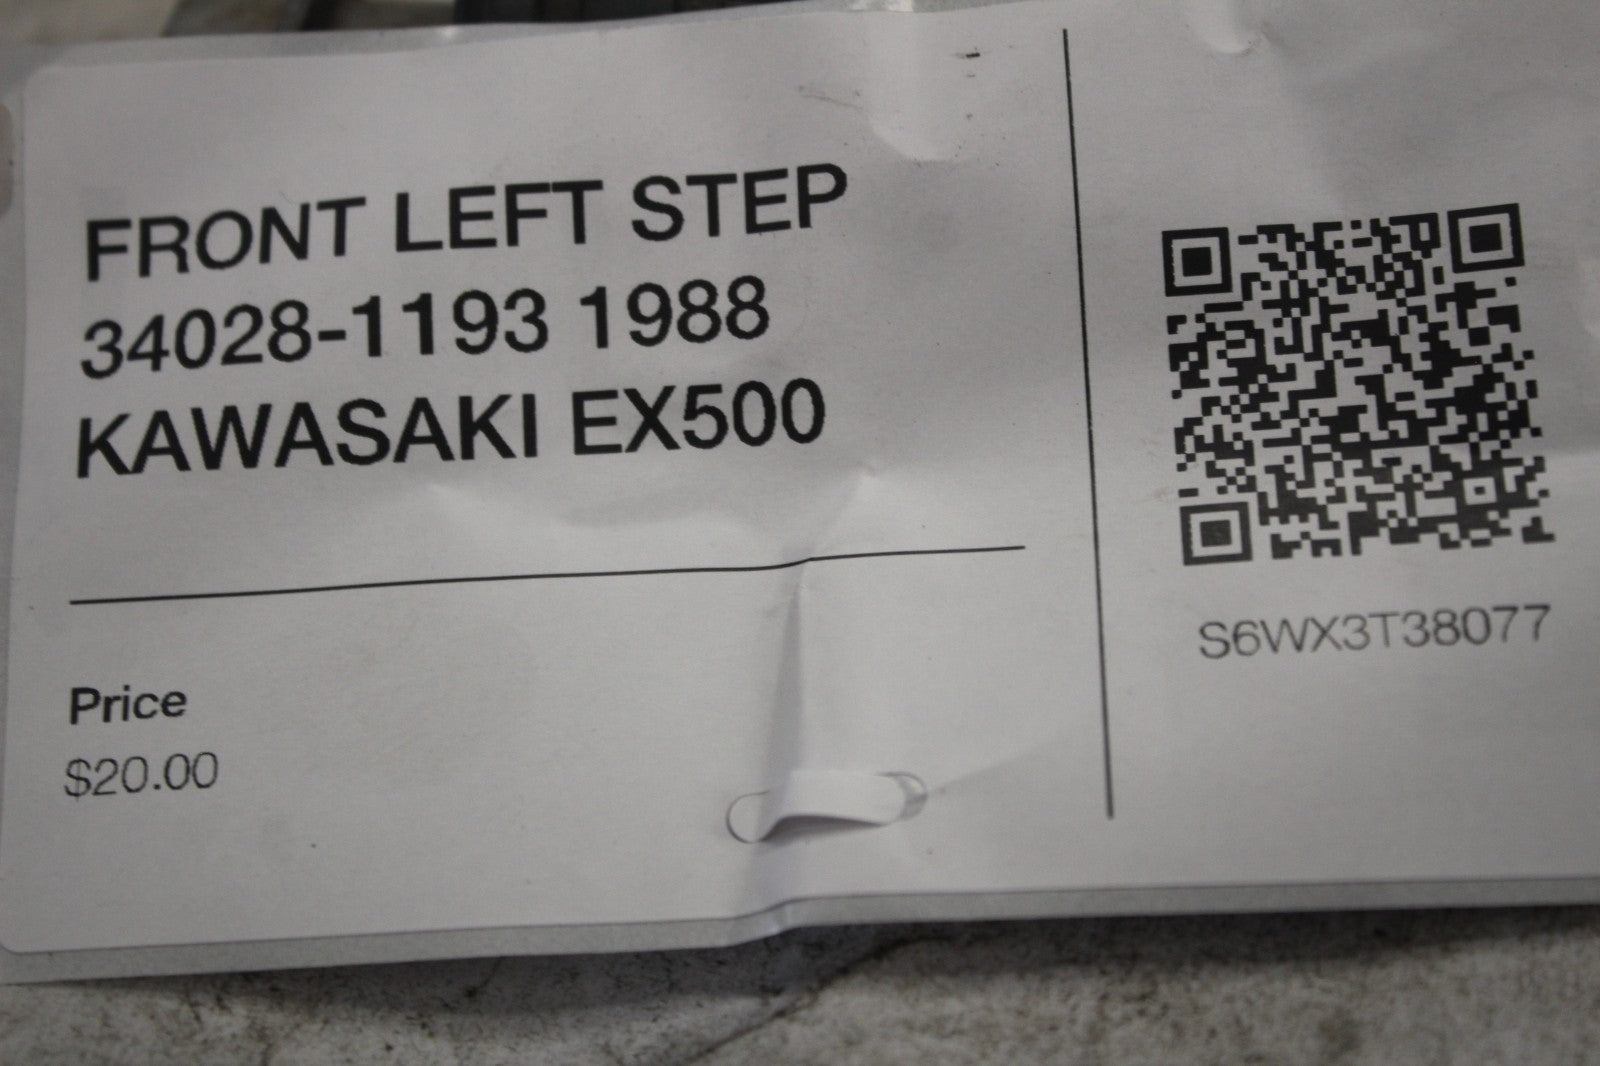 FRONT LEFT STEP
34028-1193 1988
KAWASAKI EX500
Price
$20.00
S6WX3T38077